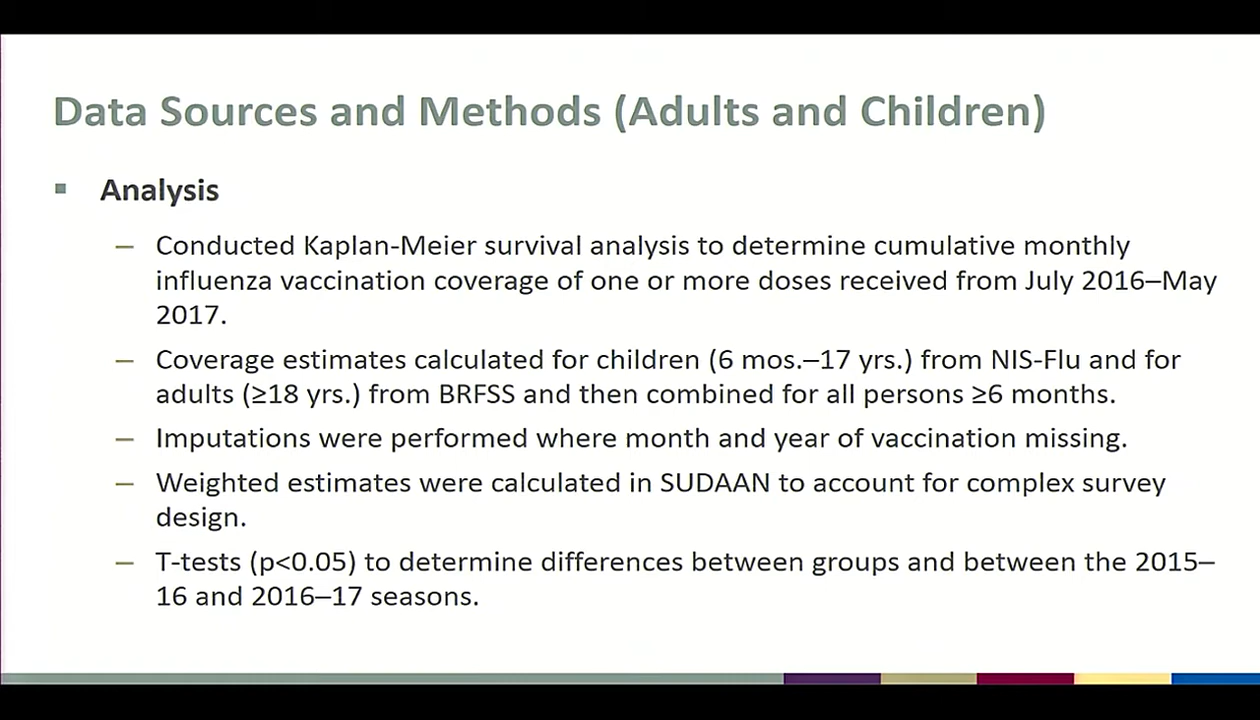 Data Sources and Methods (Adults and Children)
▪ Analysis
– Conducted Kaplan-Meier survival analysis to determine cumulative monthly
influenza vaccination coverage of one or more doses received from July 2016–May
2017.
– Coverage estimates calculated for children (6 mos.–17 yrs.) from NIS-Flu and for
adults (≥18 yrs.) from BRFSS and then combined for all persons ≥6 months.
– Imputations were performed where month and year of vaccination missing.
– Weighted estimates were calculated in SUDAAN to account for complex survey
design.
– T-tests (p<0.05) to determine differences between groups and between the 2015–
16 and 2016–17 seasons.